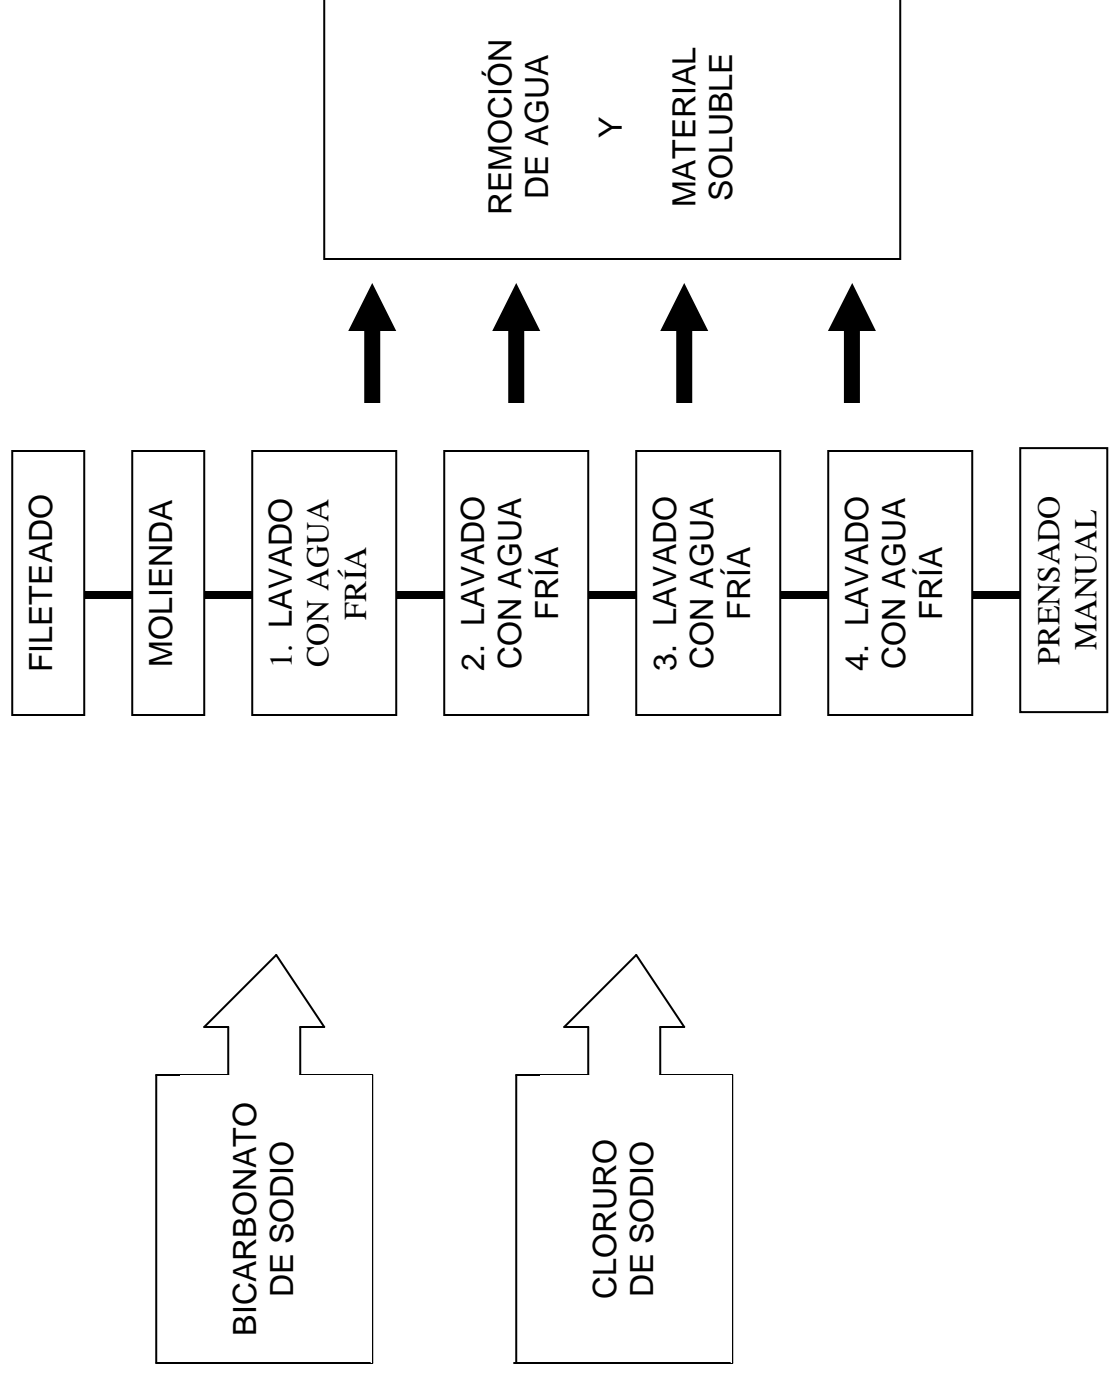 FILETEADO
MOLIENDA
1. LAVADO
CON AGUA
FRÍA
2. LAVADO
CON AGUA
FRÍA
3. LAVADO
CON AGUA
FRÍA
4. LAVADO
CON AGUA
FRÍA
PRENSADO
MANUAL
BICARBONATO
DE SODIO
CLORURO
DE SODIO
REMOCIÓN
DE AGUA
Y
MATERIAL
SOLUBLE